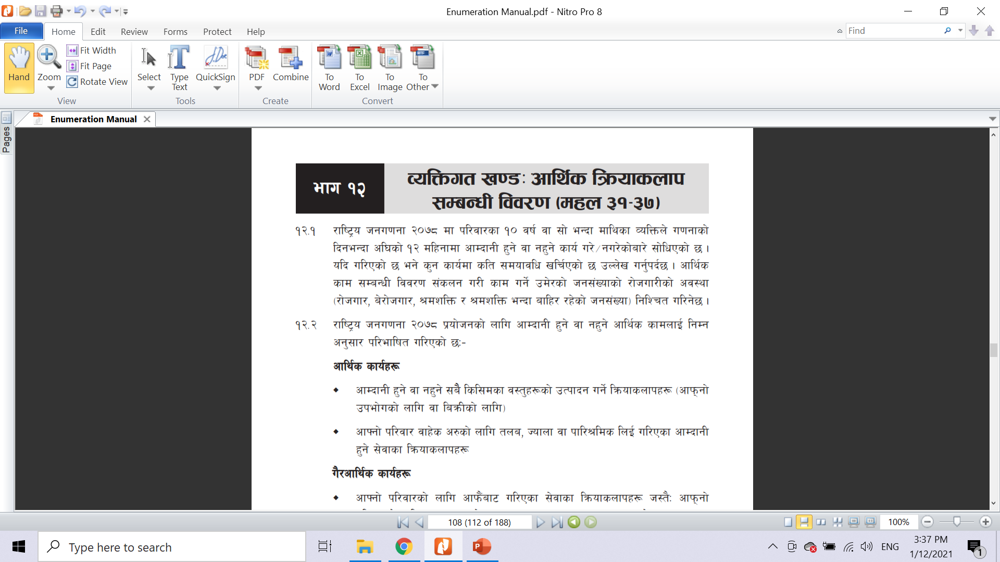 Enumeration Manual.pdf - Nitro Pro 8
File Home Edit Review Forms Protect Help Find
Hand
Zoom
Fit Width
Fit Page
Rotate View
View
Select
Type Text
QuickSign
Tools
PDF
Combine
Create
To Word
To Excel
To Image
To Other
Convert
Enumeration Manual
Pages
भाग १२
व्यक्तिगत खण्डः आर्थिक क्रियाकलाप
सम्बन्धी विवरण (महल ३१-३७)
१२.१ राष्ट्रिय जनगणना २०७८ मा परिवारका १० वर्ष वा सो भन्दा माथिका व्यक्तिले गणनाको
दिनभन्दा अघिको १२ महिनामा आम्दानी हुने वा नहुने कार्य गरे/नगरेकोबारे सोधिएको छ ।
यदि गरिएको छ भने कुन कार्यमा कति समयावधि खर्चिएको छ उल्लेख गर्नुपर्दछ । आर्थिक
काम सम्बन्धी विवरण संकलन गरी काम गर्ने उमेरको जनसंख्याको रोजगारीको अवस्था
(रोजगार, बेरोजगार, श्रमशक्ति र श्रमशक्ति भन्दा बाहिर रहेको जनसंख्या) निश्चित गरिनेछ ।
१२.२ राष्ट्रिय जनगणना २०७८ प्रयोजनको लागि आम्दानी हुने वा नहुने आर्थिक कामलाई निम्न
अनुसार परिभाषित गरिएको छः-
आर्थिक कार्यहरू
◆ आम्दानी हुने वा नहुने सबै किसिमका वस्तुहरूको उत्पादन गर्ने क्रियाकलापहरू (आफ्नो
उपभोगको लागि वा बिक्रीको लागि)
◆ आफ्नो परिवार वाहेक अरुको लागि तलब, ज्याला वा पारिश्रमिक लिई गरिएका आम्दानी
हुने सेवाका क्रियाकलापहरू
गैरआर्थिक कार्यहरू
◆ आफ्नो परिवारको लागि आफैंबाट गरिएका सेवाका क्रियाकलापहरू जस्तैः आफ्नो
108 (112 of 188)
100%
Type here to search
ENG
3:37 PM
1/12/2021
1